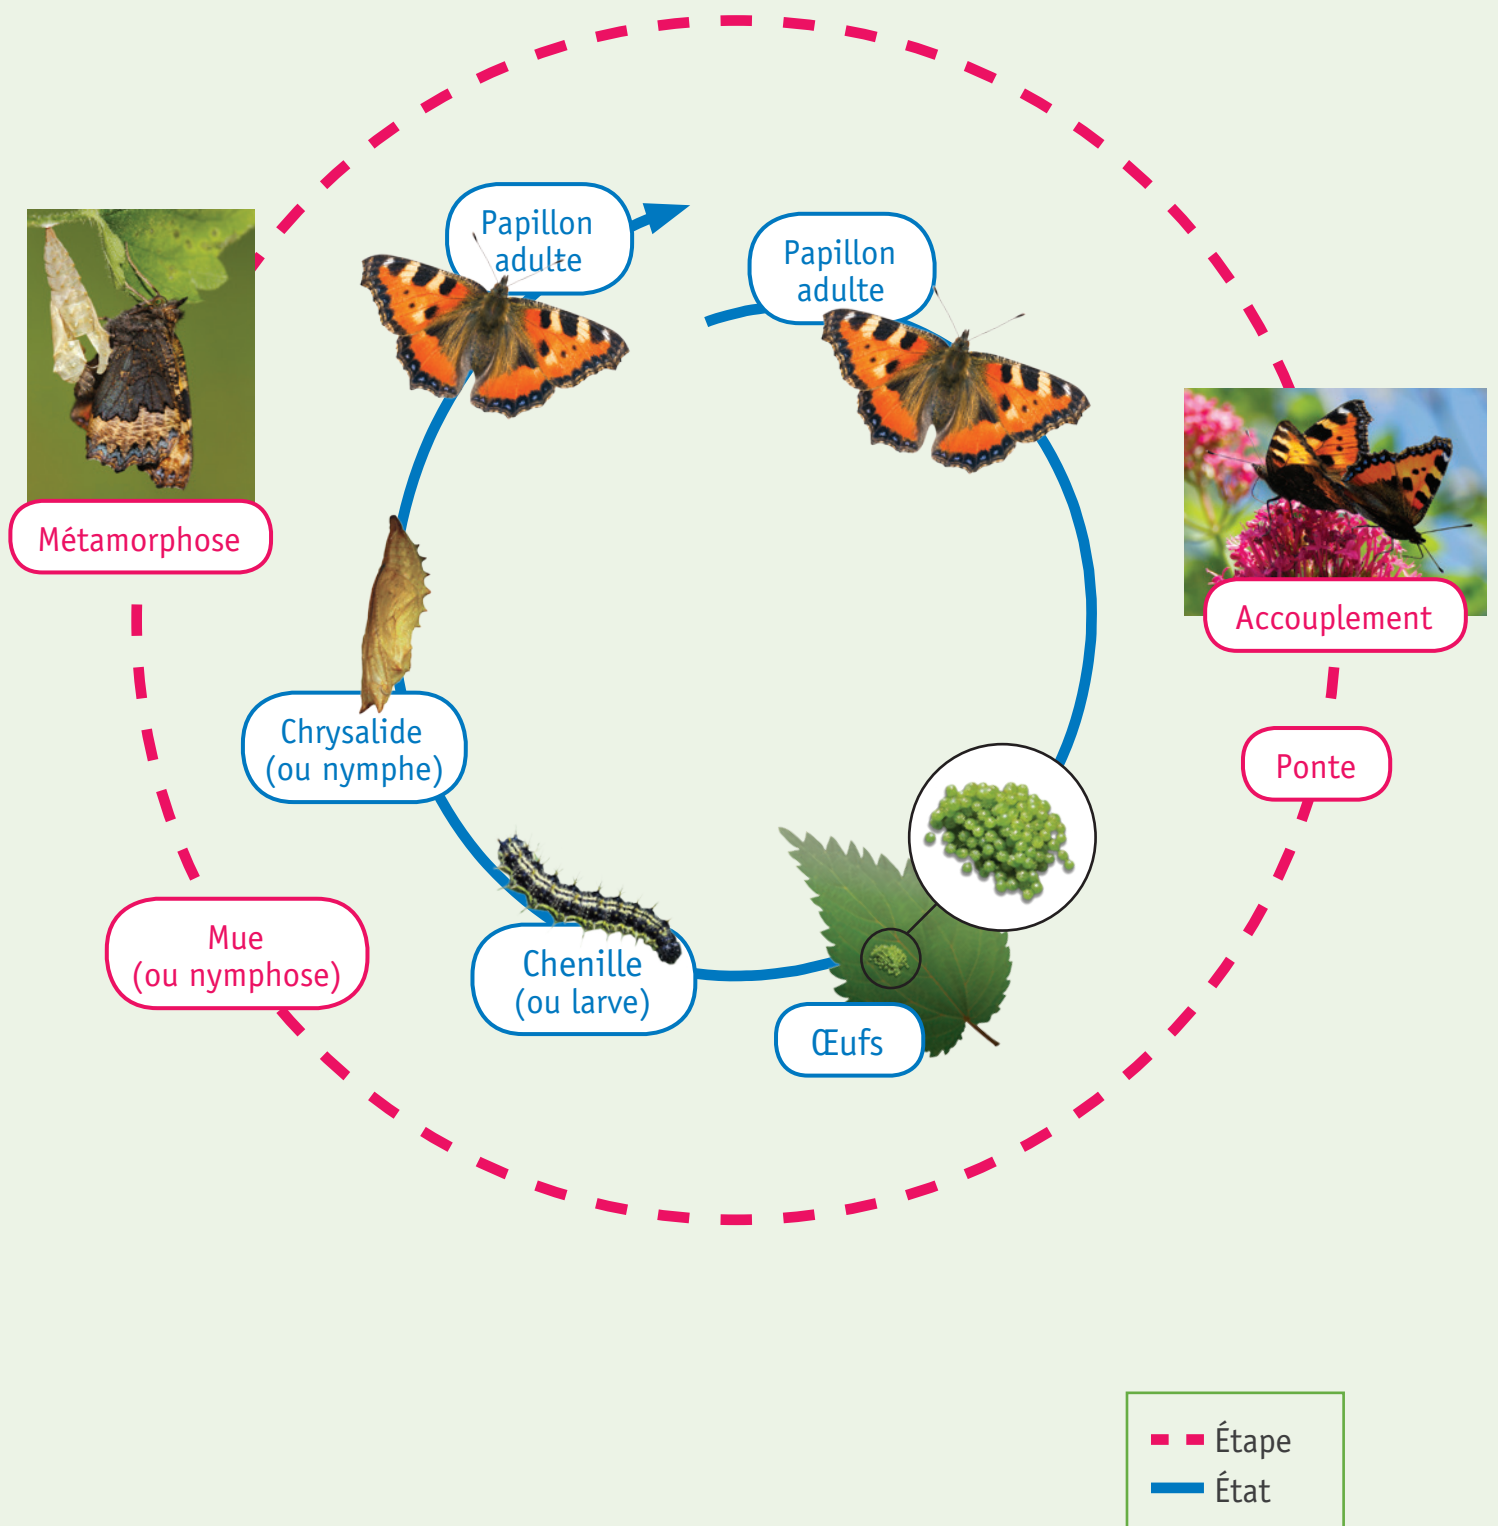 Papillon
adulte
Papillon
adulte
Métamorphose
Accouplement
Chrysalide
(ou nymphe)
Ponte
Mue
(ou nymphose)
Chenille
(ou larve)
Œufs
Étape
État